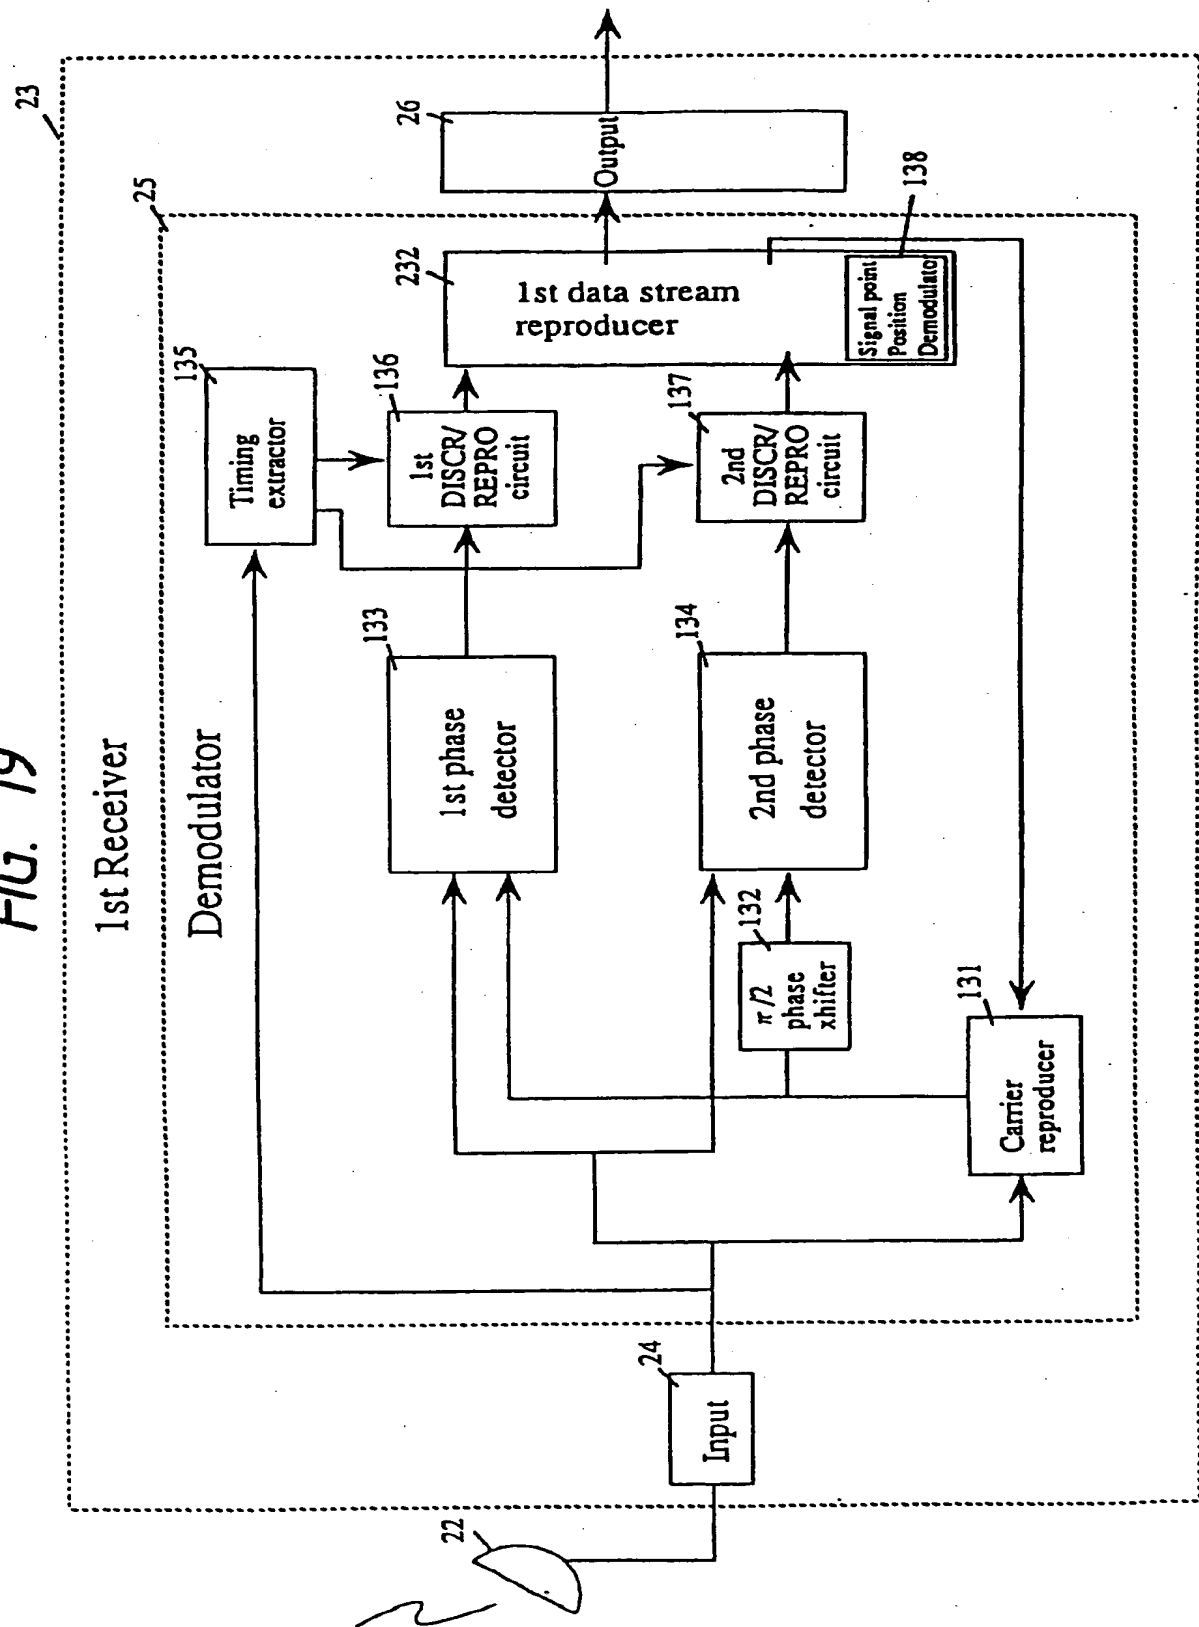 FIG. 19
1st Receiver
23
Demodulator
25
22
24
Input
135
Timing
extractor
133
1st phase
detector
136
1st
DISCR/
REPRO
circuit
232
1st data stream
reproducer
26
Output
134
2nd phase
detector
137
2nd
DISCR/
REPRO
circuit
138
Signal point
Position
Demodulator
132
π/2
phase
xhifter
131
Carrier
reproducer